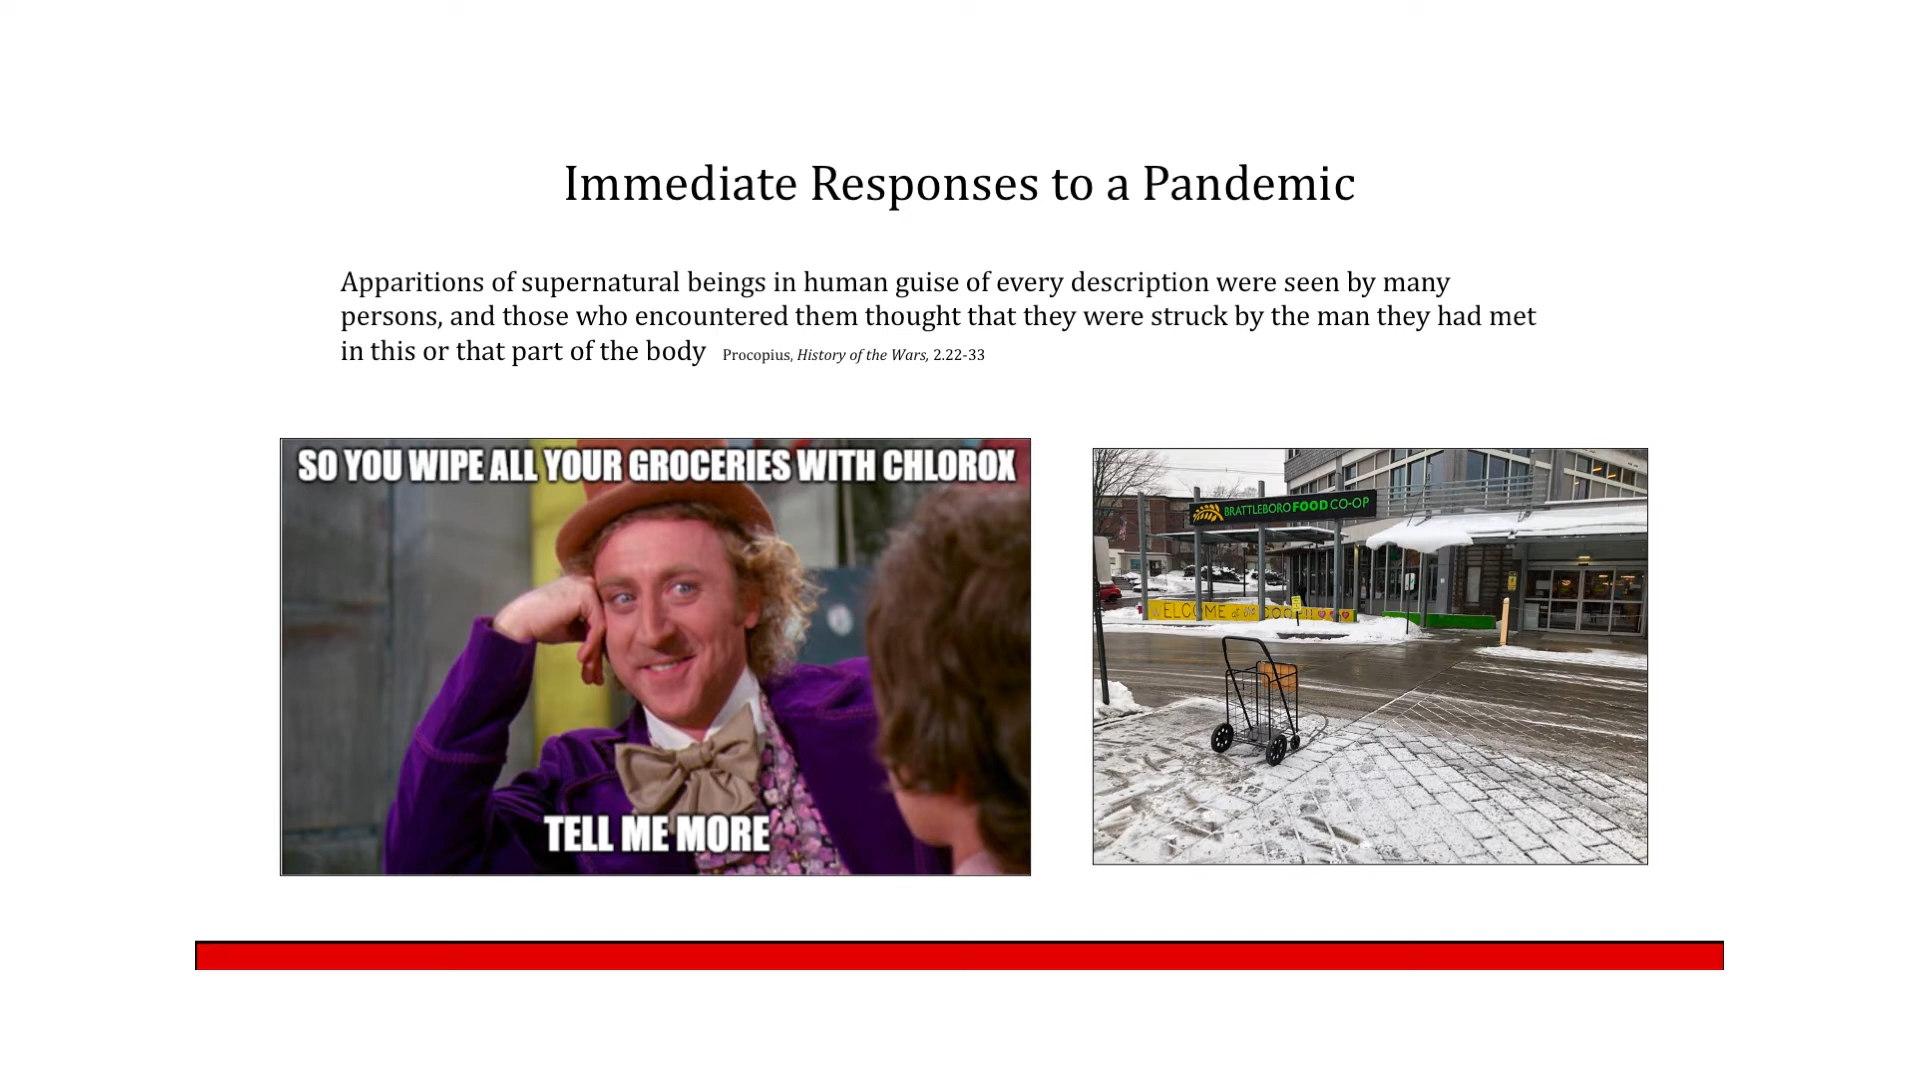 Immediate Responses to a Pandemic
Apparitions of supernatural beings in human guise of every description were seen by many
persons, and those who encountered them thought that they were struck by the man they had met
in this or that part of the body Procopius, History of the Wars, 2.22-33
SO YOU WIPE ALL YOUR GROCERIES WITH CHLOROX
TELL ME MORE
BRATTLEBORO FOOD CO-OP
ELCOME